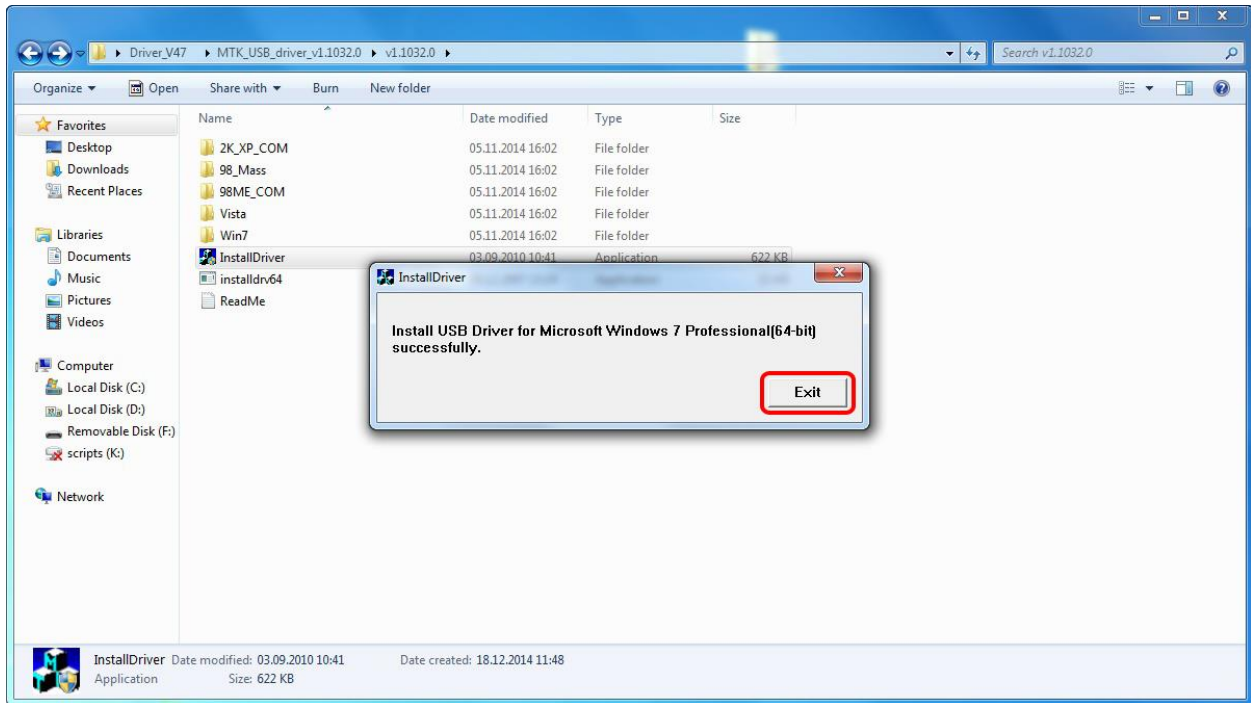 Driver_V47 MTK_USB_driver_v1.1032.0 v1.1032.0
Search v1.1032.0
Organize Open Share with Burn New folder
Favorites
Desktop
Downloads
Recent Places
Libraries
Documents
Music
Pictures
Videos
Computer
Local Disk (C:)
Local Disk (D:)
Removable Disk (F:)
scripts (K:)
Network
Name Date modified Type Size
2K_XP_COM 05.11.2014 16:02 File folder
98_Mass 05.11.2014 16:02 File folder
98ME_COM 05.11.2014 16:02 File folder
Vista 05.11.2014 16:02 File folder
Win7 05.11.2014 16:02 File folder
InstallDriver 03.09.2010 10:41 Application 622 KB
installdrv64
ReadMe
InstallDriver
Install USB Driver for Microsoft Windows 7 Professional(64-bit)
successfully.
Exit
InstallDriver Date modified: 03.09.2010 10:41 Date created: 18.12.2014 11:48
Application Size: 622 KB